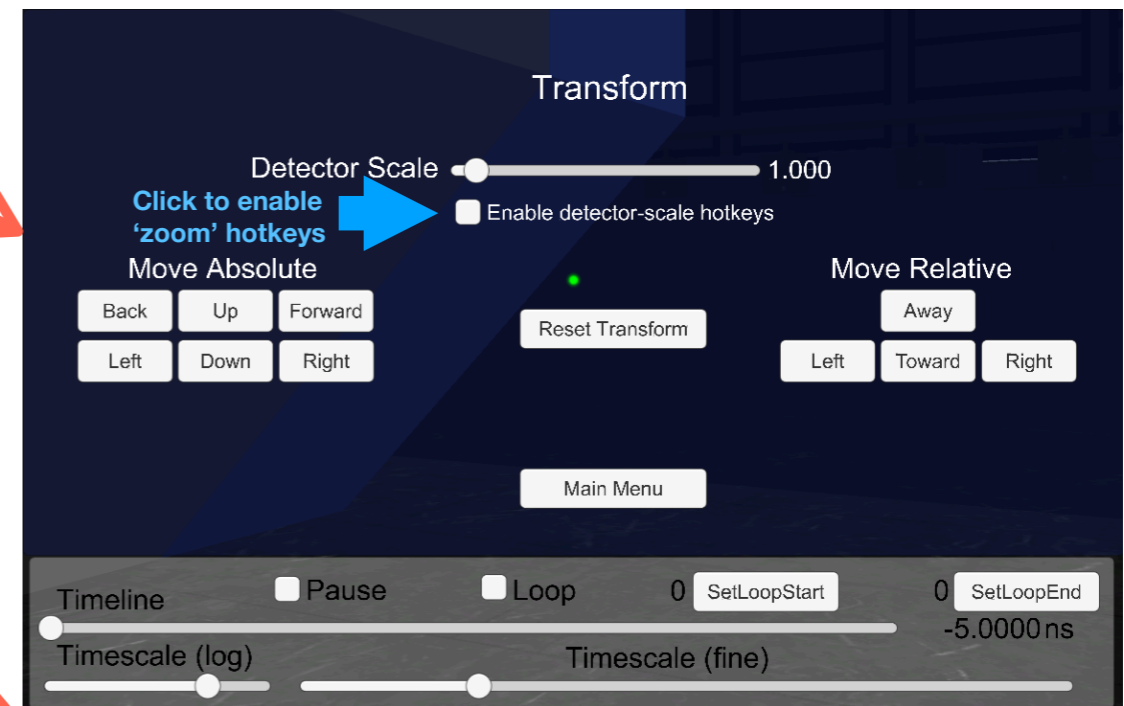 Transform
Detector Scale 1.000
Click to enable
‘zoom’ hotkeys
Enable detector-scale hotkeys
Move Absolute
Back Up Forward
Left Down Right
Reset Transform
Move Relative
Away
Left Toward Right
Main Menu
Timeline Pause Loop 0 SetLoopStart 0 SetLoopEnd
-5.0000 ns
Timescale (log) Timescale (fine)